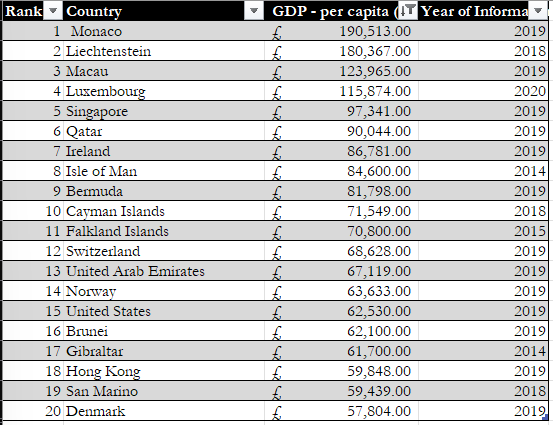 Rank Country GDP - per capita ( Year of Informa
1 Monaco £ 190,513.00 2019
2 Liechtenstein £ 180,367.00 2018
3 Macau £ 123,965.00 2019
4 Luxembourg £ 115,874.00 2020
5 Singapore £ 97,341.00 2019
6 Qatar £ 90,044.00 2019
7 Ireland £ 86,781.00 2019
8 Isle of Man £ 84,600.00 2014
9 Bermuda £ 81,798.00 2019
10 Cayman Islands £ 71,549.00 2018
11 Falkland Islands £ 70,800.00 2015
12 Switzerland £ 68,628.00 2019
13 United Arab Emirates £ 67,119.00 2019
14 Norway £ 63,633.00 2019
15 United States £ 62,530.00 2019
16 Brunei £ 62,100.00 2019
17 Gibraltar £ 61,700.00 2014
18 Hong Kong £ 59,848.00 2019
19 San Marino £ 59,439.00 2018
20 Denmark £ 57,804.00 2019